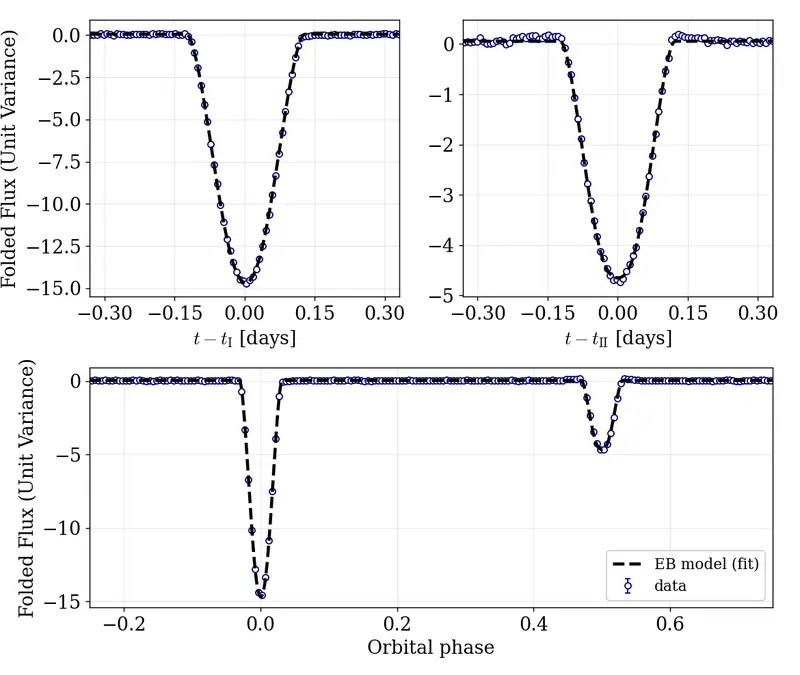 Folded Flux (Unit Variance)
0.0
−2.5
−5.0
−7.5
−10.0
−12.5
−15.0
−0.30 −0.15 0.00 0.15 0.30
t − tI [days]
0
−1
−2
−3
−4
−5
−0.30 −0.15 0.00 0.15 0.30
t − tII [days]
Folded Flux (Unit Variance)
0
−5
−10
−15
−0.2 0.0 0.2 0.4 0.6
Orbital phase
EB model (fit)
data